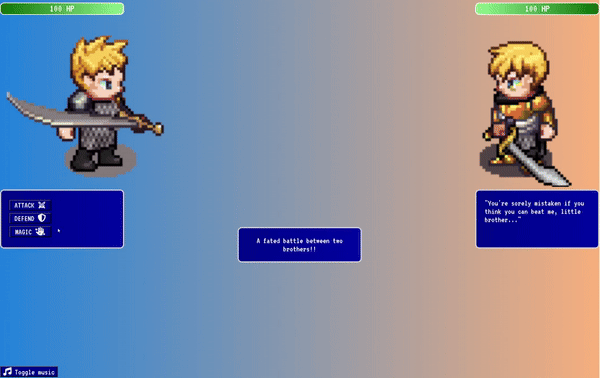 100 HP
100 HP
ATTACK
DEFEND
MAGIC
"You're sorely mistaken if you
think you can beat me, little
brother..."
A fated battle between two
brothers!!
Toggle music